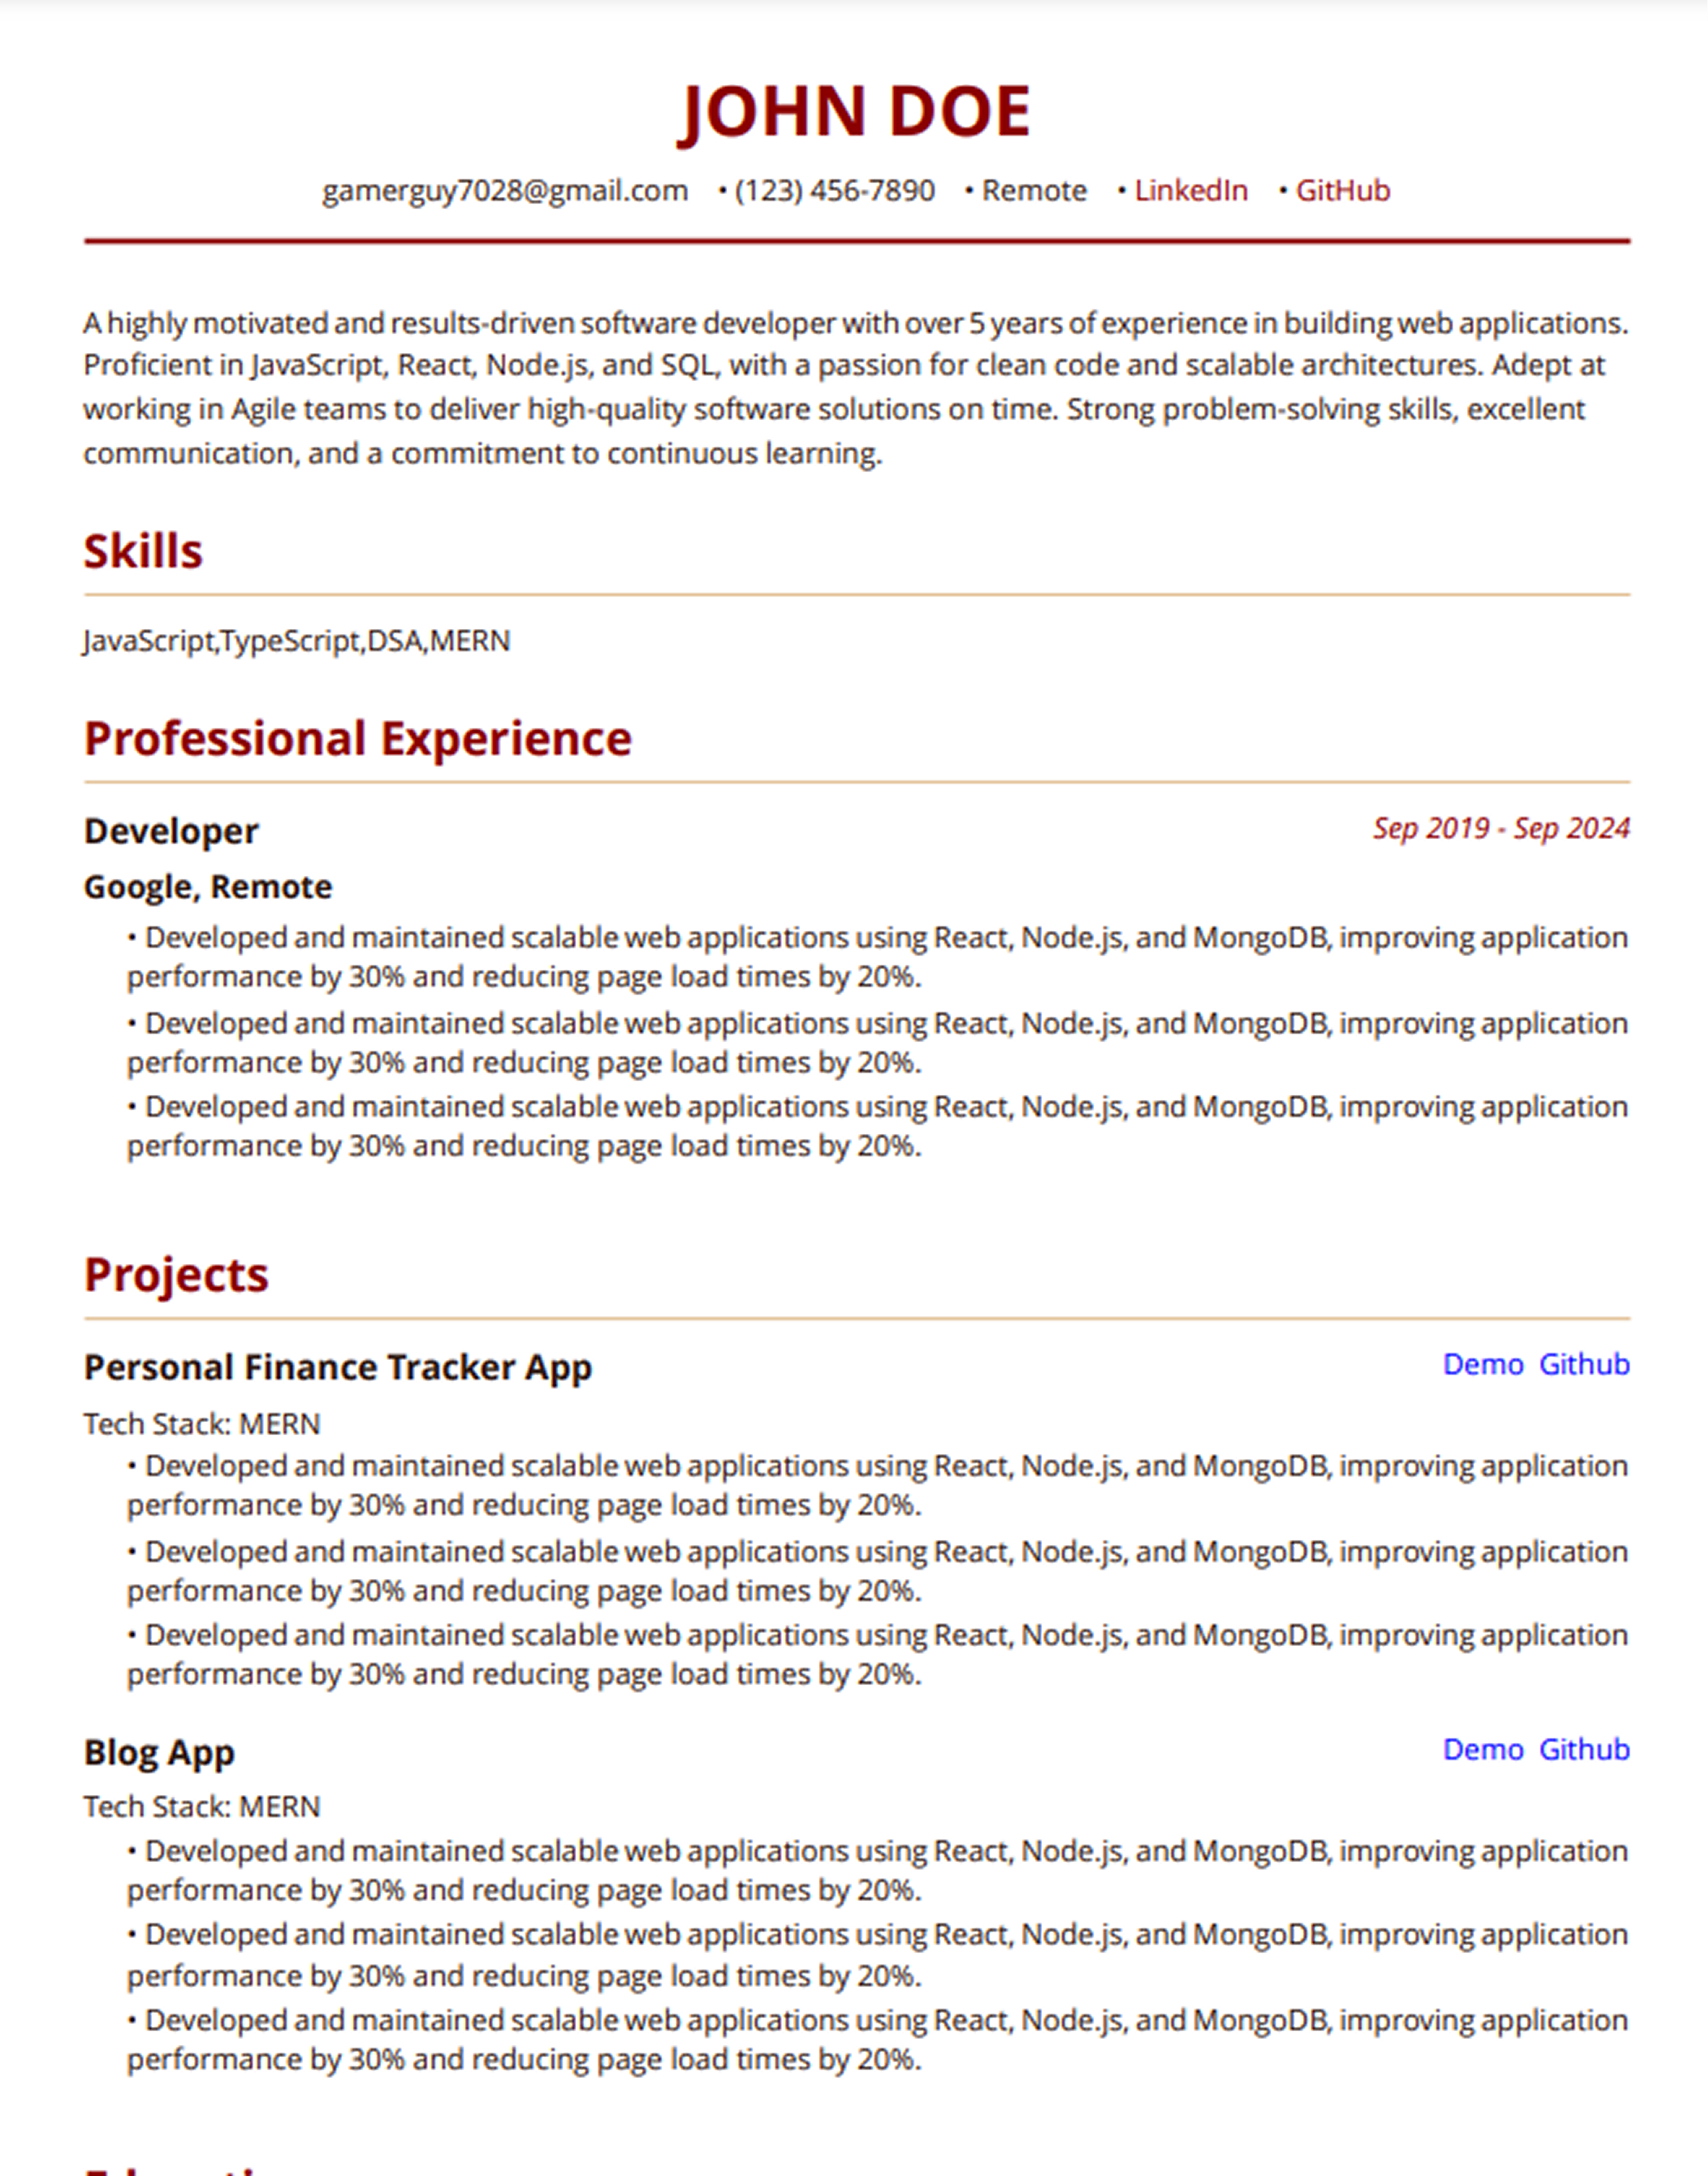 JOHN DOE
gamerguy7028@gmail.com • (123) 456-7890 • Remote • LinkedIn • GitHub
A highly motivated and results-driven software developer with over 5 years of experience in building web applications.
Proficient in JavaScript, React, Node.js, and SQL, with a passion for clean code and scalable architectures. Adept at
working in Agile teams to deliver high-quality software solutions on time. Strong problem-solving skills, excellent
communication, and a commitment to continuous learning.
Skills
JavaScript,TypeScript,DSA,MERN
Professional Experience
Developer Sep 2019 - Sep 2024
Google, Remote
• Developed and maintained scalable web applications using React, Node.js, and MongoDB, improving application
performance by 30% and reducing page load times by 20%.
• Developed and maintained scalable web applications using React, Node.js, and MongoDB, improving application
performance by 30% and reducing page load times by 20%.
• Developed and maintained scalable web applications using React, Node.js, and MongoDB, improving application
performance by 30% and reducing page load times by 20%.
Projects
Personal Finance Tracker App Demo Github
Tech Stack: MERN
• Developed and maintained scalable web applications using React, Node.js, and MongoDB, improving application
performance by 30% and reducing page load times by 20%.
• Developed and maintained scalable web applications using React, Node.js, and MongoDB, improving application
performance by 30% and reducing page load times by 20%.
• Developed and maintained scalable web applications using React, Node.js, and MongoDB, improving application
performance by 30% and reducing page load times by 20%.
Blog App Demo Github
Tech Stack: MERN
• Developed and maintained scalable web applications using React, Node.js, and MongoDB, improving application
performance by 30% and reducing page load times by 20%.
• Developed and maintained scalable web applications using React, Node.js, and MongoDB, improving application
performance by 30% and reducing page load times by 20%.
• Developed and maintained scalable web applications using React, Node.js, and MongoDB, improving application
performance by 30% and reducing page load times by 20%.